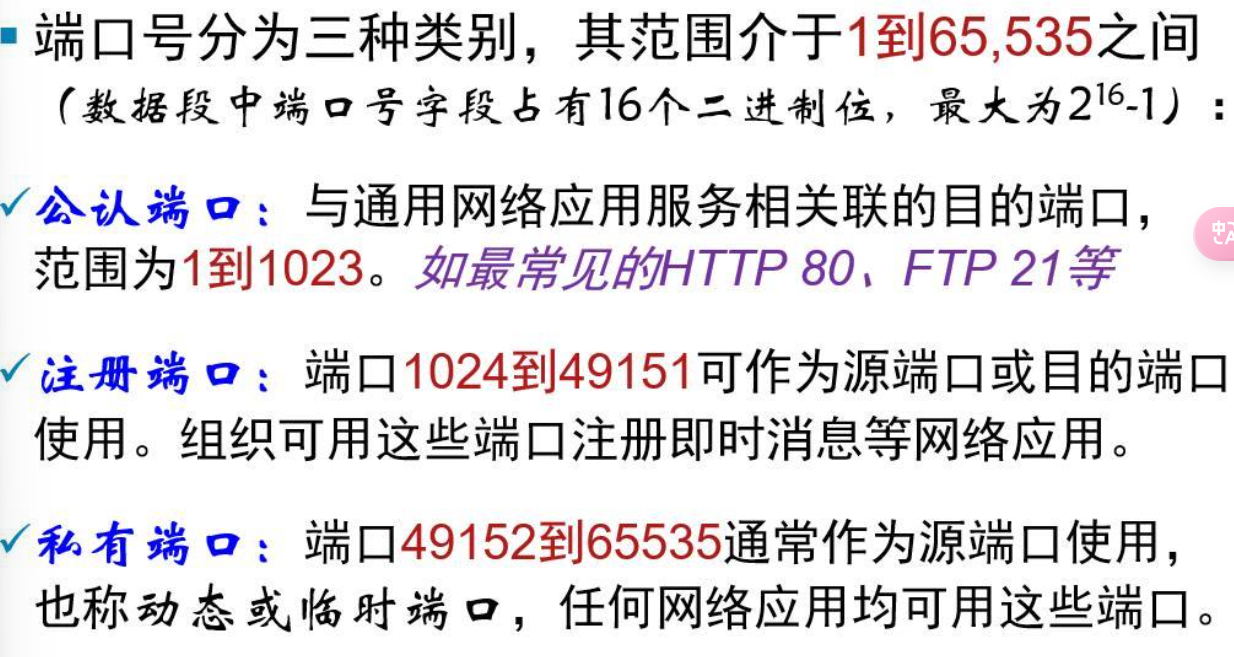 端口号分为三种类别，其范围介于1到65,535之间
（数据段中端口号字段占有16个二进制位，最大为2¹⁶-1）：
公认端口：与通用网络应用服务相关联的目的端口，
范围为1到1023。如最常见的HTTP 80、FTP 21等
注册端口：端口1024到49151可作为源端口或目的端口
使用。组织可用这些端口注册即时消息等网络应用。
私有端口：端口49152到65535通常作为源端口使用，
也称动态或临时端口，任何网络应用均可用这些端口。